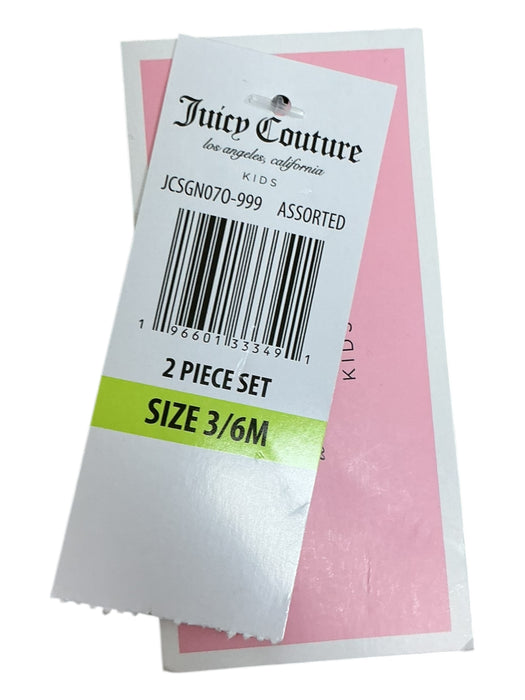 Juicy Couture
los angeles, california
KIDS
JCSGN070-999 ASSORTED
1 96601 33349 1
2 PIECE SET
SIZE 3/6M
KIDS